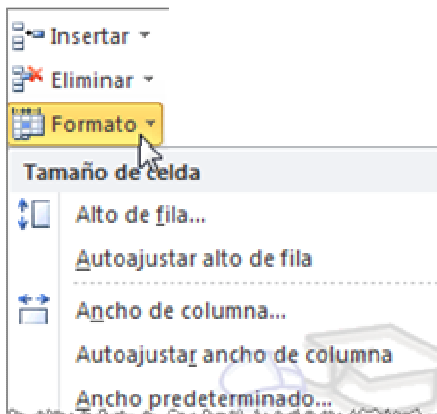 Insertar
Eliminar
Formato
Tamaño de celda
Alto de fila...
Autoajustar alto de fila
Ancho de columna...
Autoajustar ancho de columna
Ancho predeterminado...